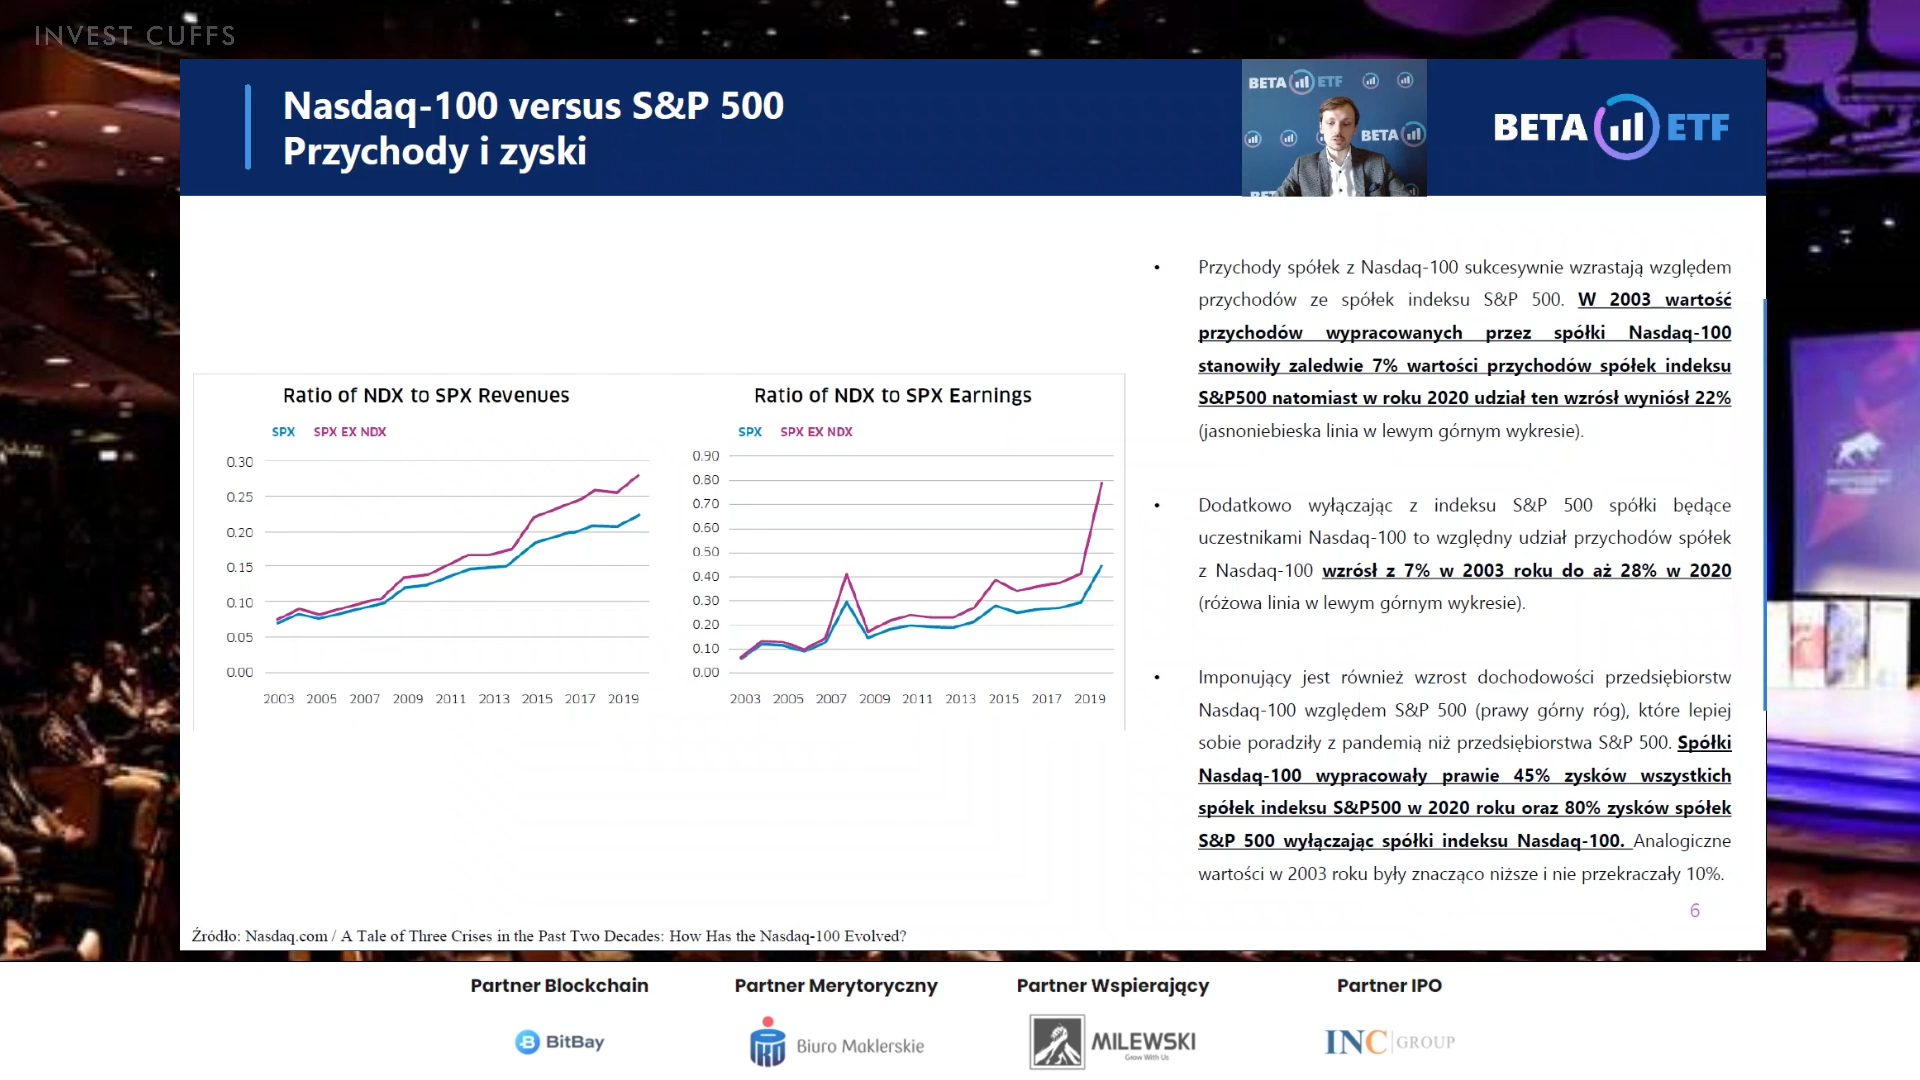 INVEST CUFFS
Nasdaq-100 versus S&P 500
Przychody i zyski
BETA ETF
BETA
BETA ETF
• Przychody spółek z Nasdaq-100 sukcesywnie wzrastają względem
przychodów ze spółek indeksu S&P 500. W 2003 wartość
przychodów wypracowanych przez spółki Nasdaq-100
stanowiły zaledwie 7% wartości przychodów spółek indeksu
S&P500 natomiast w roku 2020 udział ten wzrósł wyniósł 22%
(jasnoniebieska linia w lewym górnym wykresie).
• Dodatkowo wyłączając z indeksu S&P 500 spółki będące
uczestnikami Nasdaq-100 to względny udział przychodów spółek
z Nasdaq-100 wzrósł z 7% w 2003 roku do aż 28% w 2020
(różowa linia w lewym górnym wykresie).
• Imponujący jest również wzrost dochodowości przedsiębiorstw
Nasdaq-100 względem S&P 500 (prawy górny róg), które lepiej
sobie poradziły z pandemią niż przedsiębiorstwa S&P 500. Spółki
Nasdaq-100 wypracowały prawie 45% zysków wszystkich
spółek indeksu S&P500 w 2020 roku oraz 80% zysków spółek
S&P 500 wyłączając spółki indeksu Nasdaq-100. Analogiczne
wartości w 2003 roku były znacząco niższe i nie przekraczały 10%.
Ratio of NDX to SPX Revenues
SPX SPX EX NDX
0.30
0.25
0.20
0.15
0.10
0.05
0.00
2003 2005 2007 2009 2011 2013 2015 2017 2019
Ratio of NDX to SPX Earnings
SPX SPX EX NDX
0.90
0.80
0.70
0.60
0.50
0.40
0.30
0.20
0.10
0.00
2003 2005 2007 2009 2011 2013 2015 2017 2019
6
Źródło: Nasdaq.com / A Tale of Three Crises in the Past Two Decades: How Has the Nasdaq-100 Evolved?
Partner Blockchain
BitBay
Partner Merytoryczny
PKO Biuro Maklerskie
Partner Wspierający
MILEWSKI
Grow With Us
Partner IPO
INC GROUP